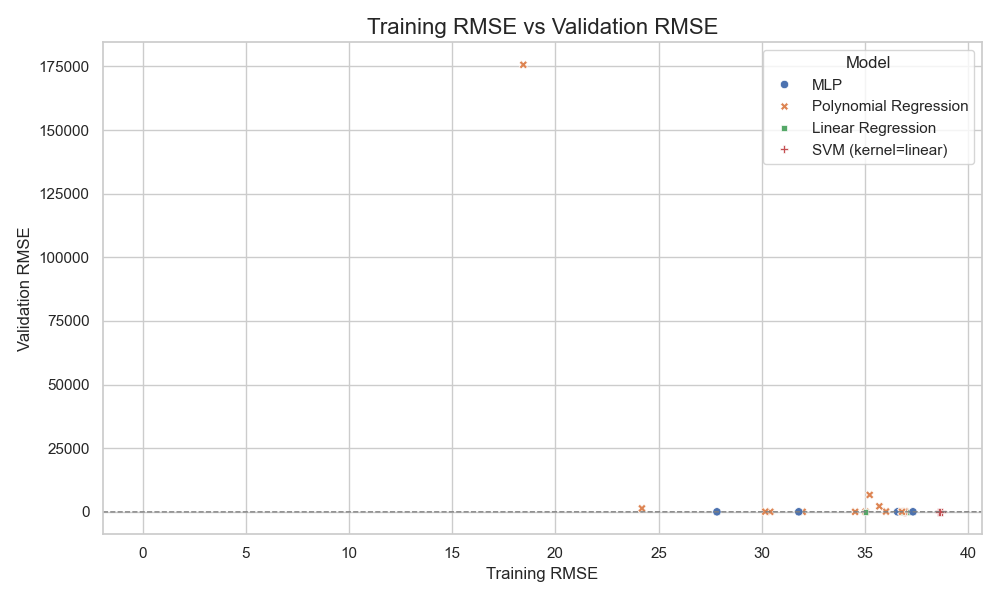 Training RMSE vs Validation RMSE
Model
MLP
Polynomial Regression
Linear Regression
SVM (kernel=linear)
Validation RMSE
175000
150000
125000
100000
75000
50000
25000
0
0 5 10 15 20 25 30 35 40
Training RMSE